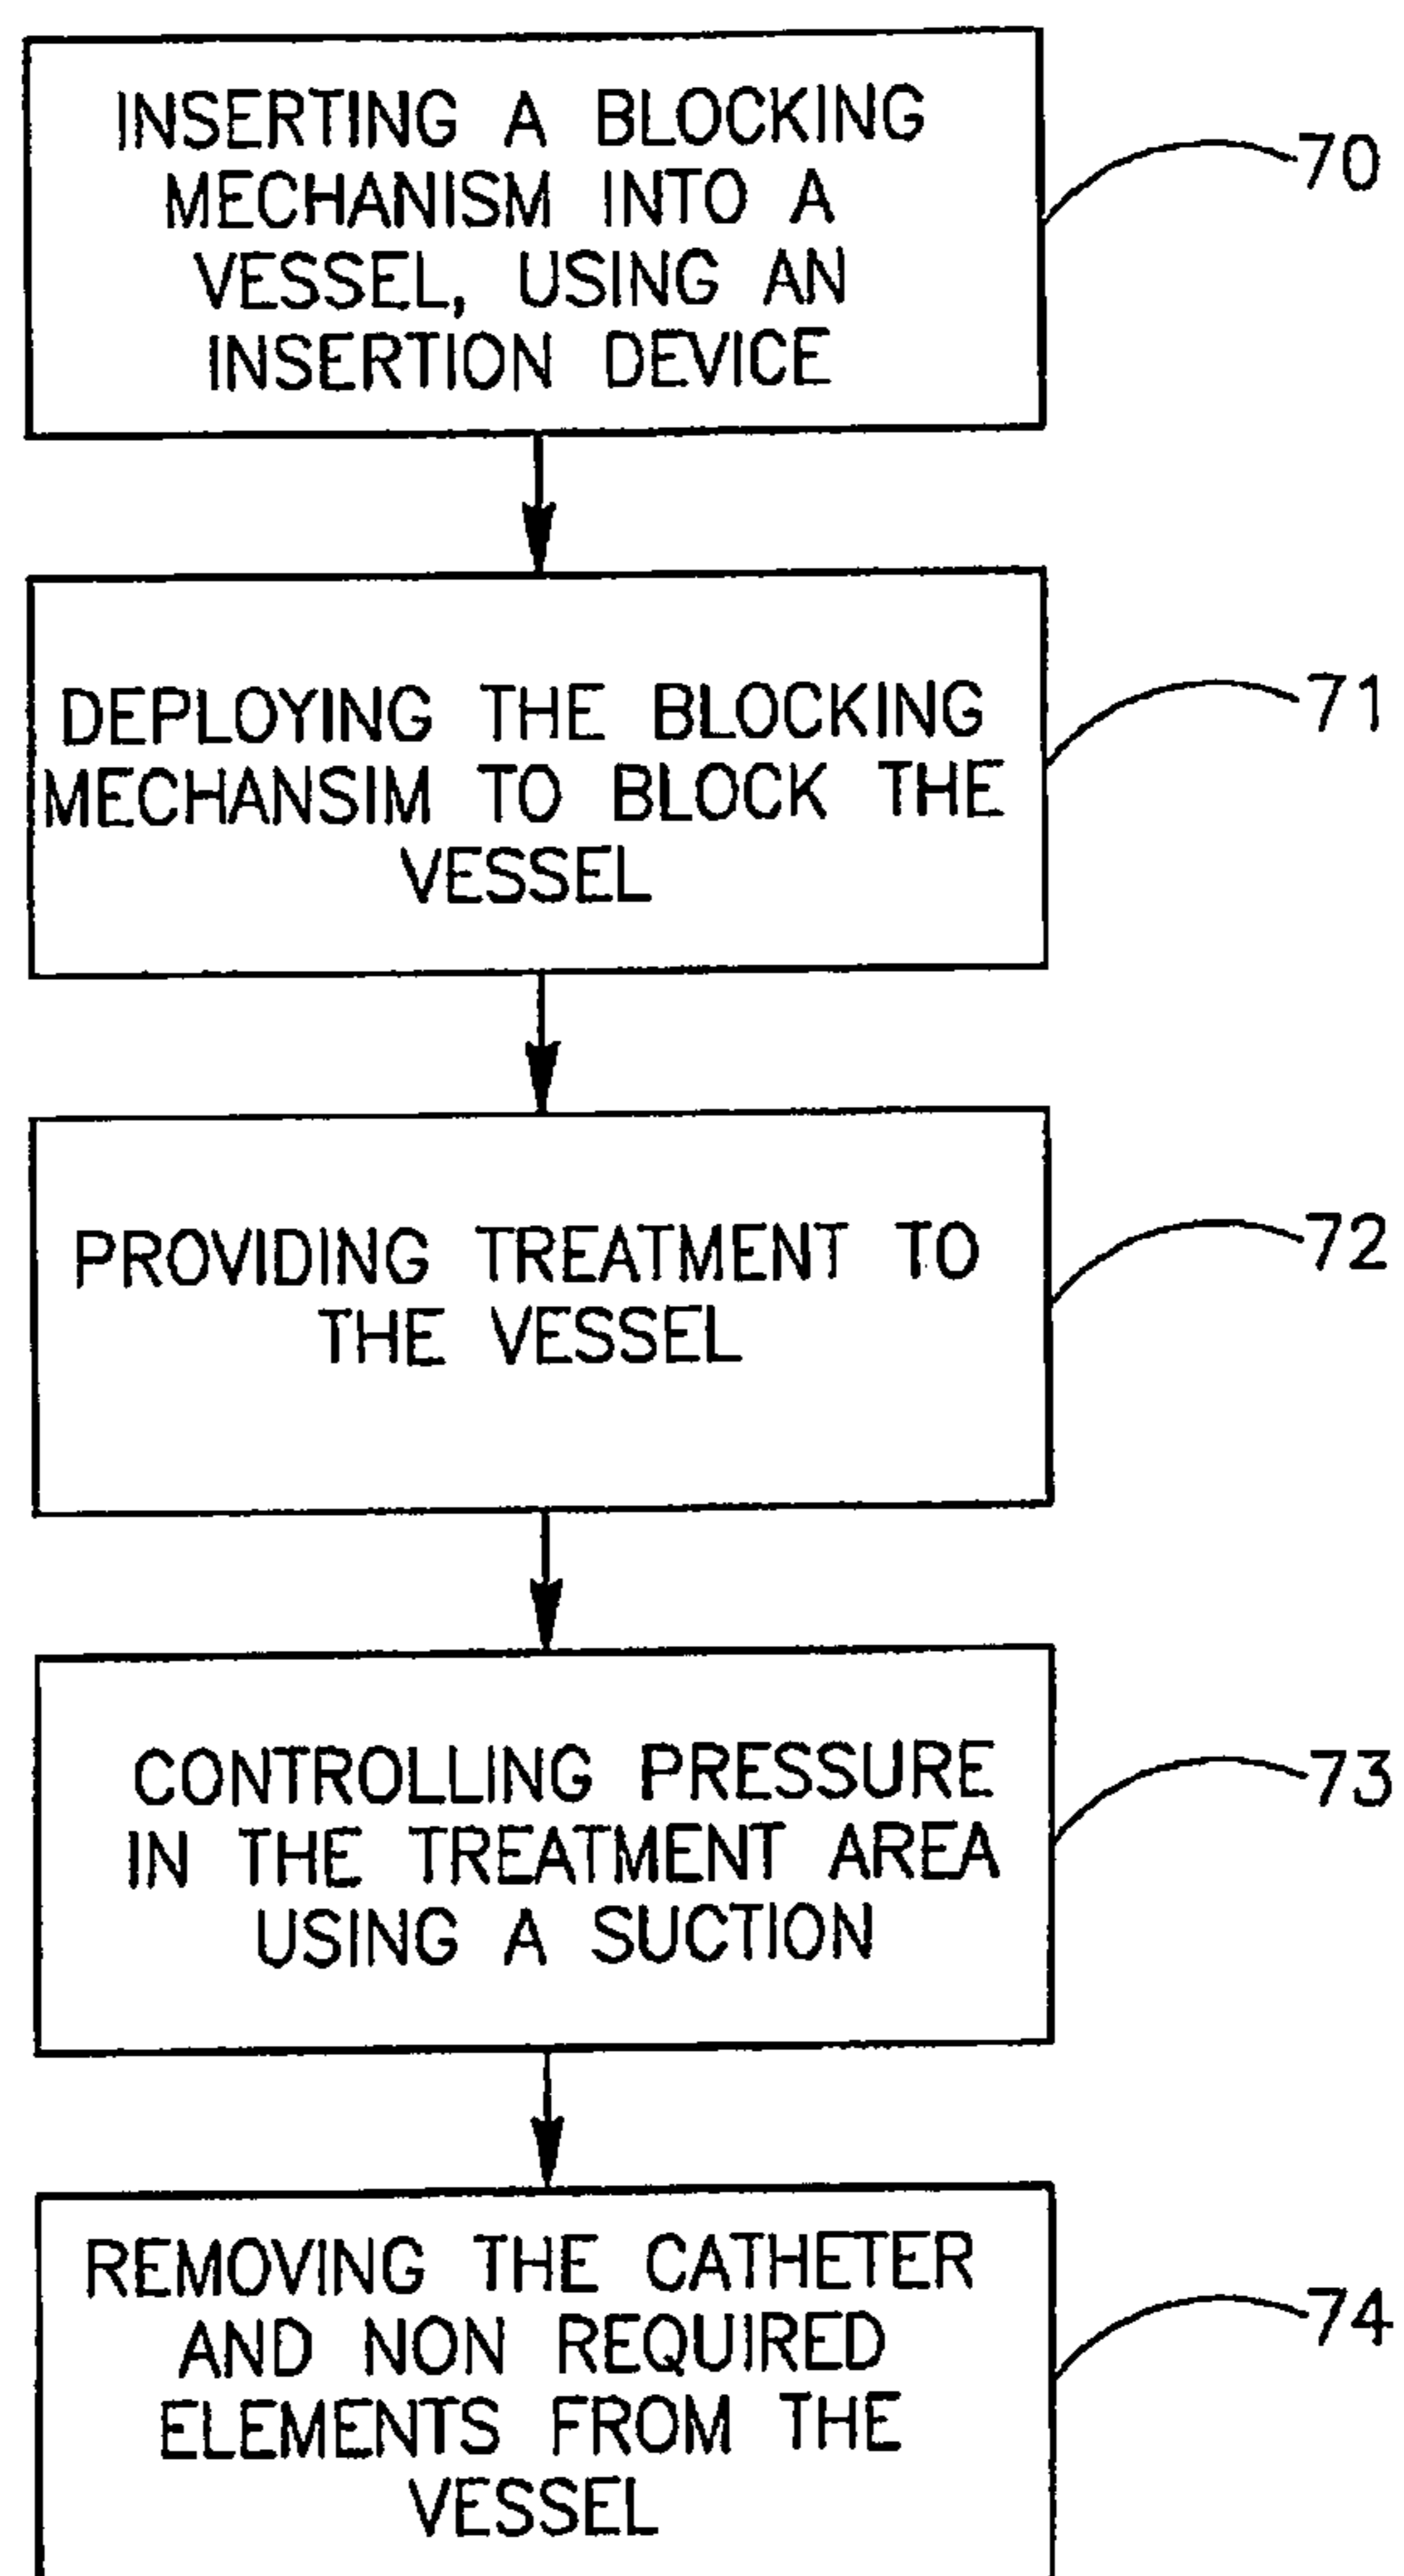 INSERTING A BLOCKING
MECHANISM INTO A
VESSEL, USING AN
INSERTION DEVICE
70
DEPLOYING THE BLOCKING
MECHANSIM TO BLOCK THE
VESSEL
71
PROVIDING TREATMENT TO
THE VESSEL
72
CONTROLLING PRESSURE
IN THE TREATMENT AREA
USING A SUCTION
73
REMOVING THE CATHETER
AND NON REQUIRED
ELEMENTS FROM THE
VESSEL
74